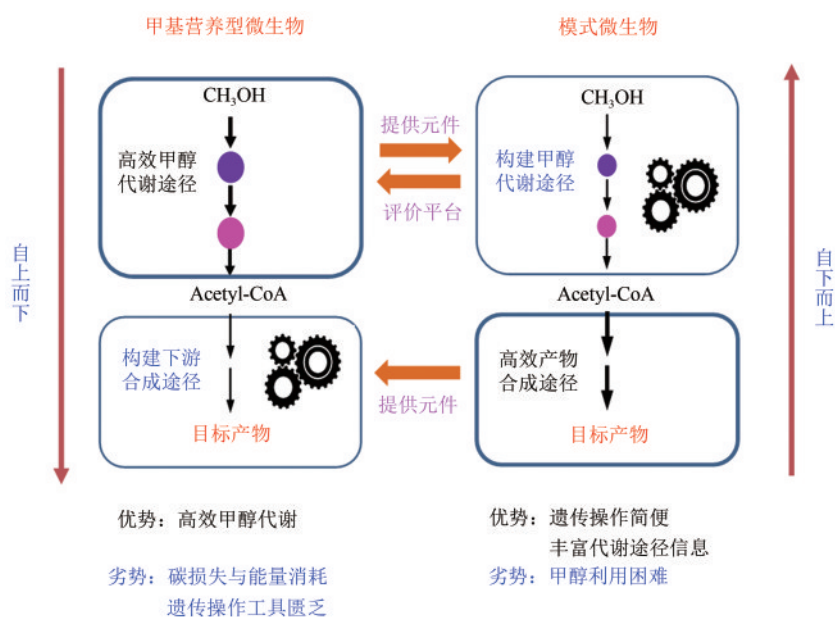 甲基营养型微生物
模式微生物
CH₃OH
CH₃OH
提供元件
高效甲醇
代谢途径
构建甲醇
代谢途径
评价平台
自上而下
自下而上
Acetyl-CoA
Acetyl-CoA
构建下游
合成途径
高效产物
合成途径
提供元件
目标产物
目标产物
优势：高效甲醇代谢
劣势：碳损失与能量消耗
遗传操作工具匮乏
优势：遗传操作简便
丰富代谢途径信息
劣势：甲醇利用困难